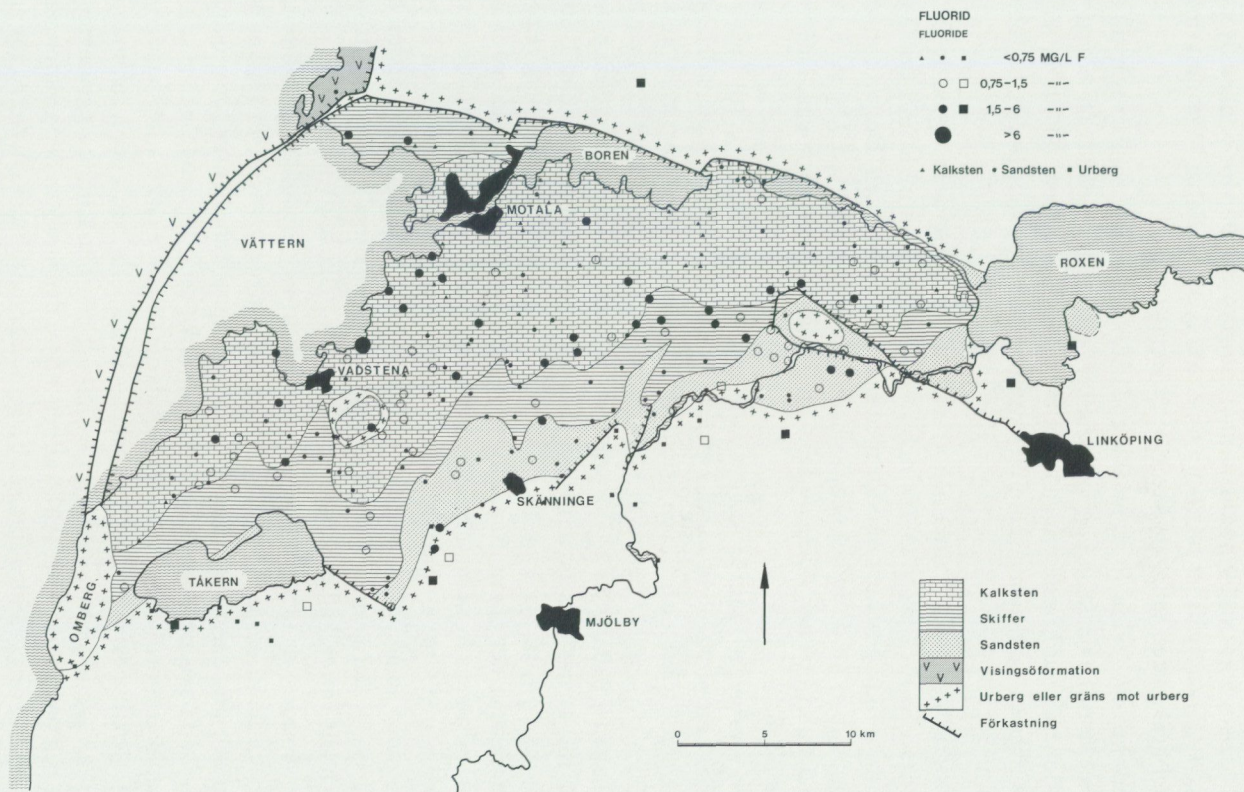 FLUORID
FLUORIDE
<0,75 MG/L F
0,75-1,5 -"-
1,5-6 -"-
>6 -"-
Kalksten Sandsten Urberg
BOREN
MOTALA
VÄTTERN
ROXEN
VADSTENA
LINKÖPING
SKÄNNINGE
TÅKERN
OMBERG
MJÖLBY
Kalksten
Skiffer
Sandsten
V V V Visingsöformation
Urberg eller gräns mot urberg
Förkastning
0 5 10 km
V
V
V
V
V
V
V
V
V
V